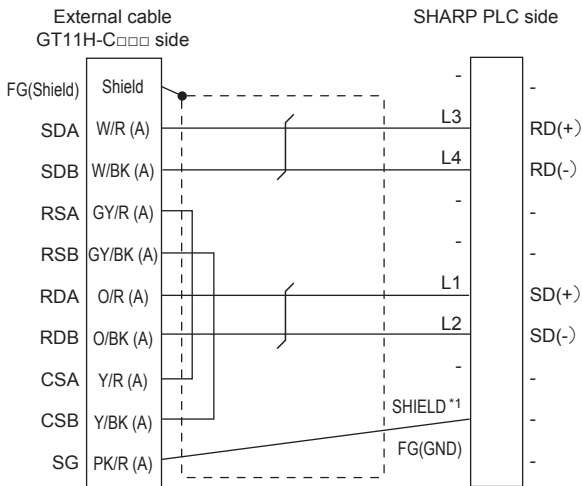 External cable
GT11H-C□□□ side
SHARP PLC side
FG(Shield) Shield - -
SDA W/R (A) L3 RD(+)
SDB W/BK (A) L4 RD(-)
RSA GY/R (A) - -
RSB GY/BK (A) - -
RDA O/R (A) L1 SD(+)
RDB O/BK (A) L2 SD(-)
CSA Y/R (A) - -
CSB Y/BK (A) SHIELD *1 -
SG PK/R (A) FG(GND) -